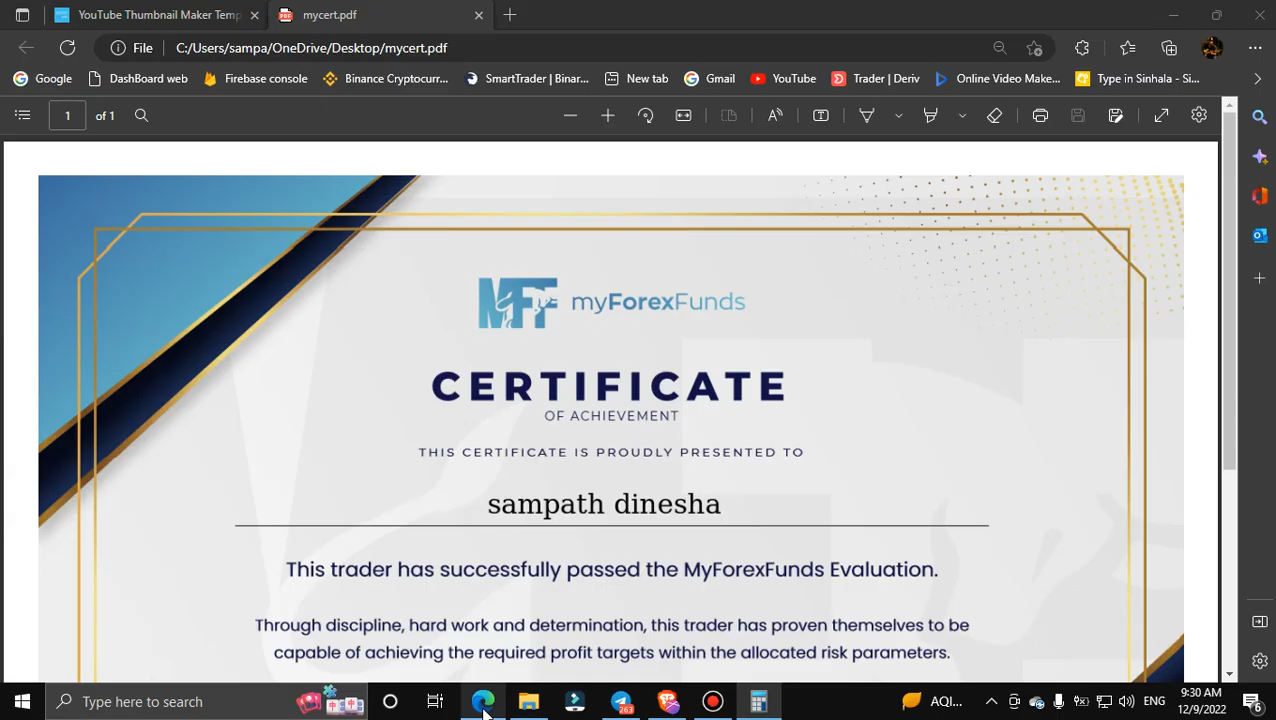 YouTube Thumbnail Maker Temp
mycert.pdf
File
C:/Users/sampa/OneDrive/Desktop/mycert.pdf
Google
DashBoard web
Firebase console
Binance Cryptocurr...
SmartTrader | Binar...
New tab
Gmail
YouTube
Trader | Deriv
Online Video Make...
Type in Sinhala - Si...
1 of 1
MFF myForexFunds
CERTIFICATE
OF ACHIEVEMENT
THIS CERTIFICATE IS PROUDLY PRESENTED TO
sampath dinesha
This trader has successfully passed the MyForexFunds Evaluation.
Through discipline, hard work and determination, this trader has proven themselves to be
capable of achieving the required profit targets within the allocated risk parameters.
Type here to search
263
AQI...
ENG
9:30 AM
12/9/2022
6